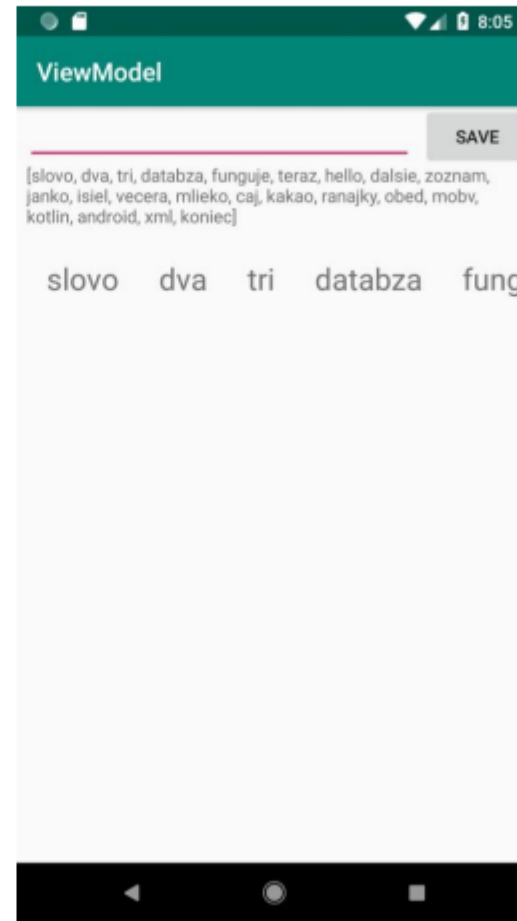 8:05
ViewModel
SAVE
[slovo, dva, tri, databza, funguje, teraz, hello, dalsie, zoznam,
janko, isiel, vecera, mlieko, caj, kakao, ranajky, obed, mobv,
kotlin, android, xml, koniec]
slovo dva tri databza fung